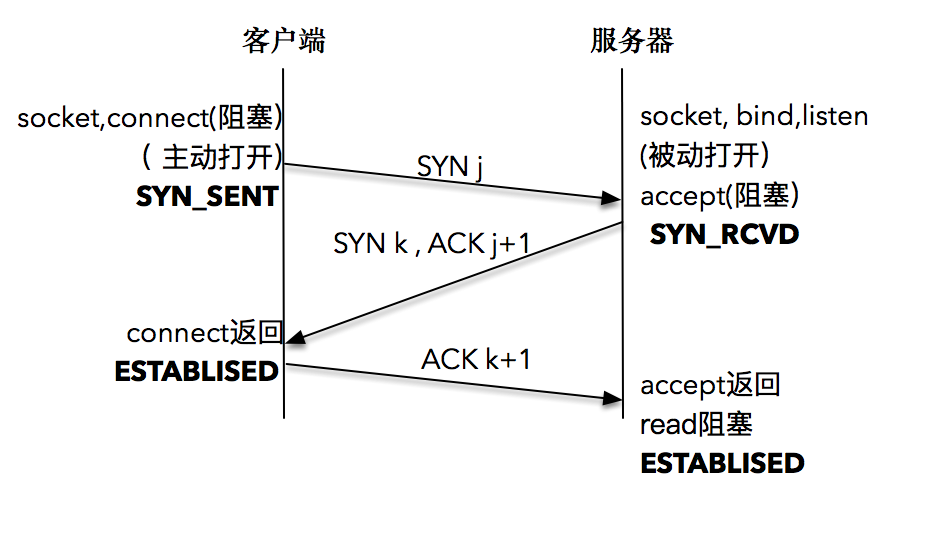 客户端
服务器
socket,connect(阻塞)
( 主动打开)
SYN_SENT
socket, bind,listen
(被动打开)
accept(阻塞)
SYN_RCVD
SYN j
SYN k , ACK j+1
connect返回
ESTABLISED
ACK k+1
accept返回
read阻塞
ESTABLISED